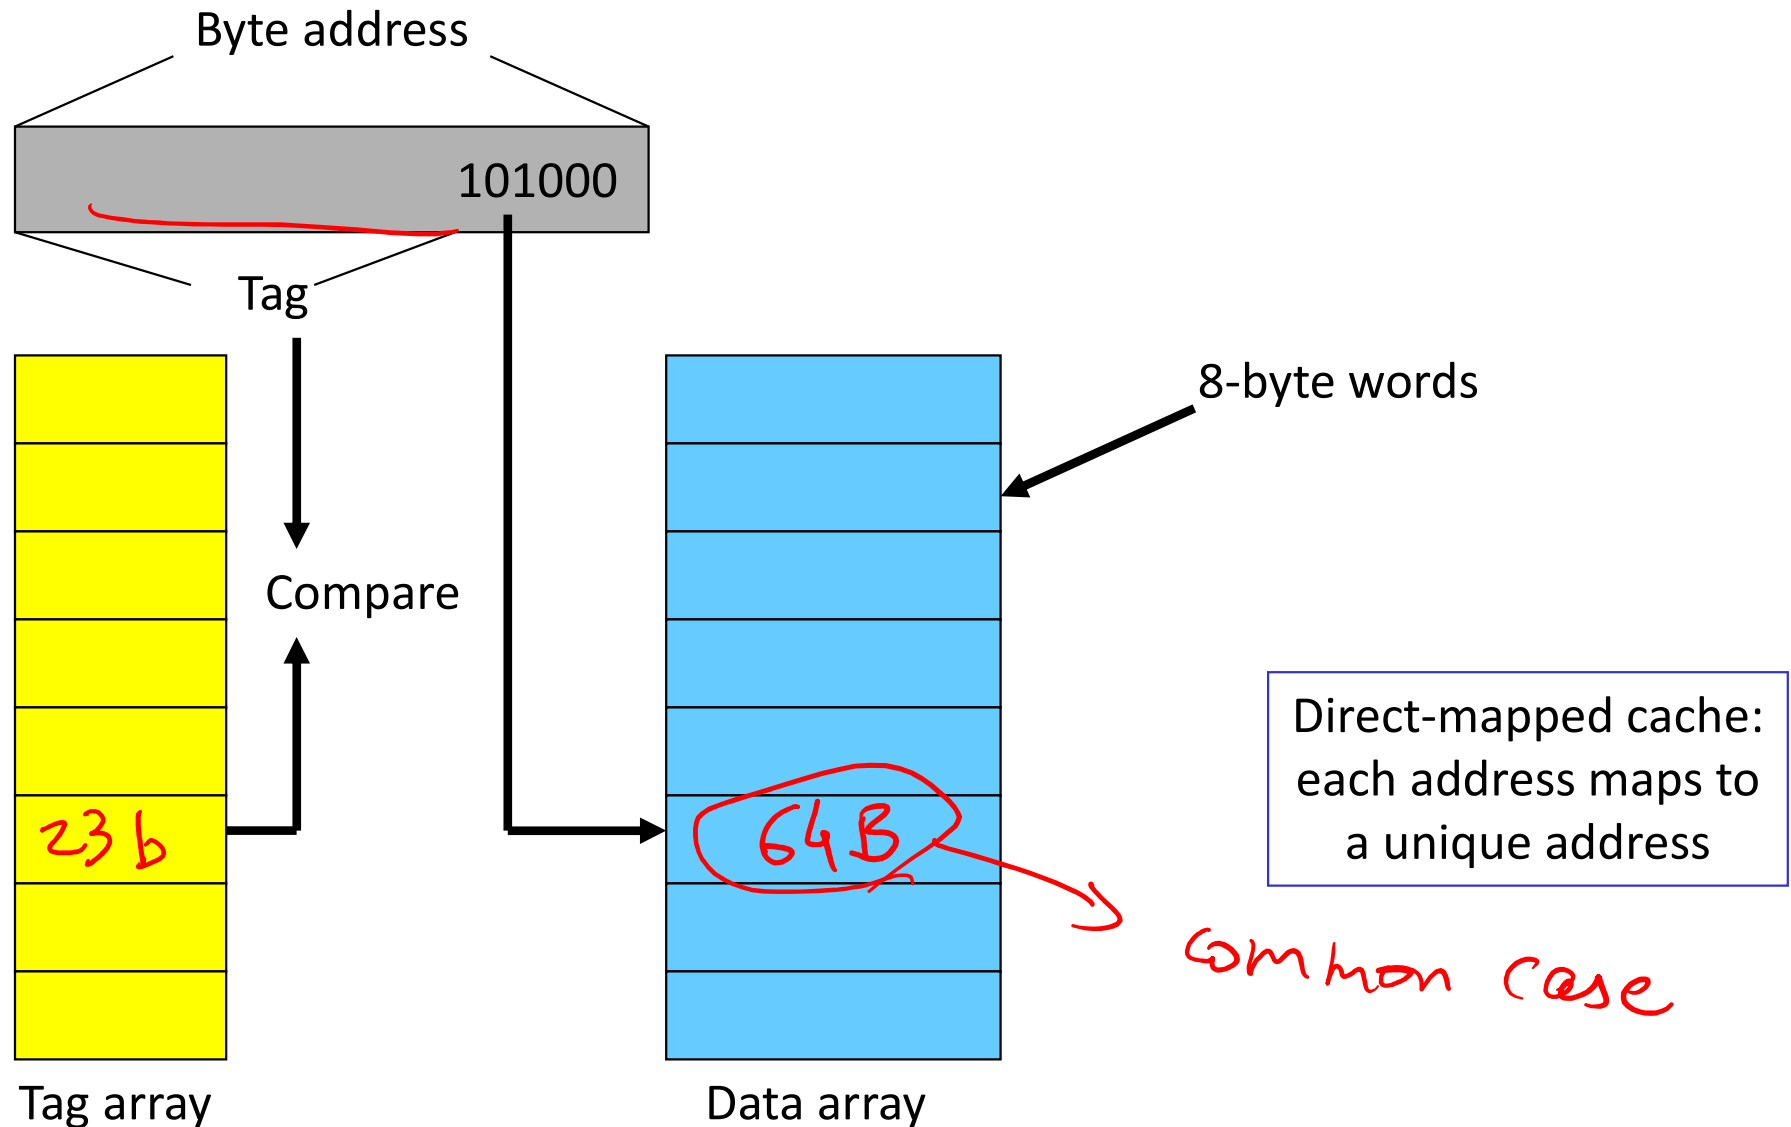 Byte address
101000
Tag
8-byte words
Compare
Direct-mapped cache:
each address maps to
a unique address
23b
64B
common case
Tag array
Data array